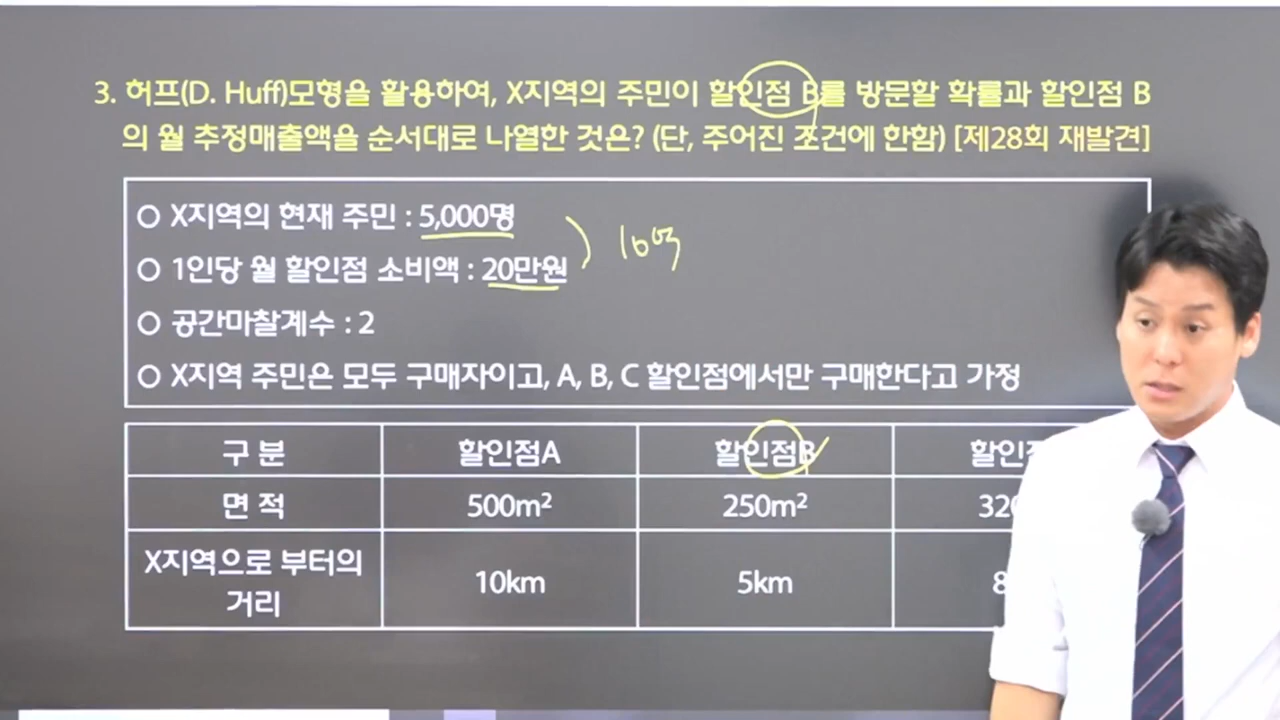 3. 허프(D. Huff)모형을 활용하여, X지역의 주민이 할인점 B를 방문할 확률과 할인점 B
의 월 추정매출액을 순서대로 나열한 것은? (단, 주어진 조건에 한함) [제28회 재발견]
○ X지역의 현재 주민 : 5,000명
○ 1인당 월 할인점 소비액 : 20만원
10억
○ 공간마찰계수 : 2
○ X지역 주민은 모두 구매자이고, A, B, C 할인점에서만 구매한다고 가정
구 분 할인점A 할인점B
면 적 500m² 250m²
X지역으로 부터의
거리 10km 5km